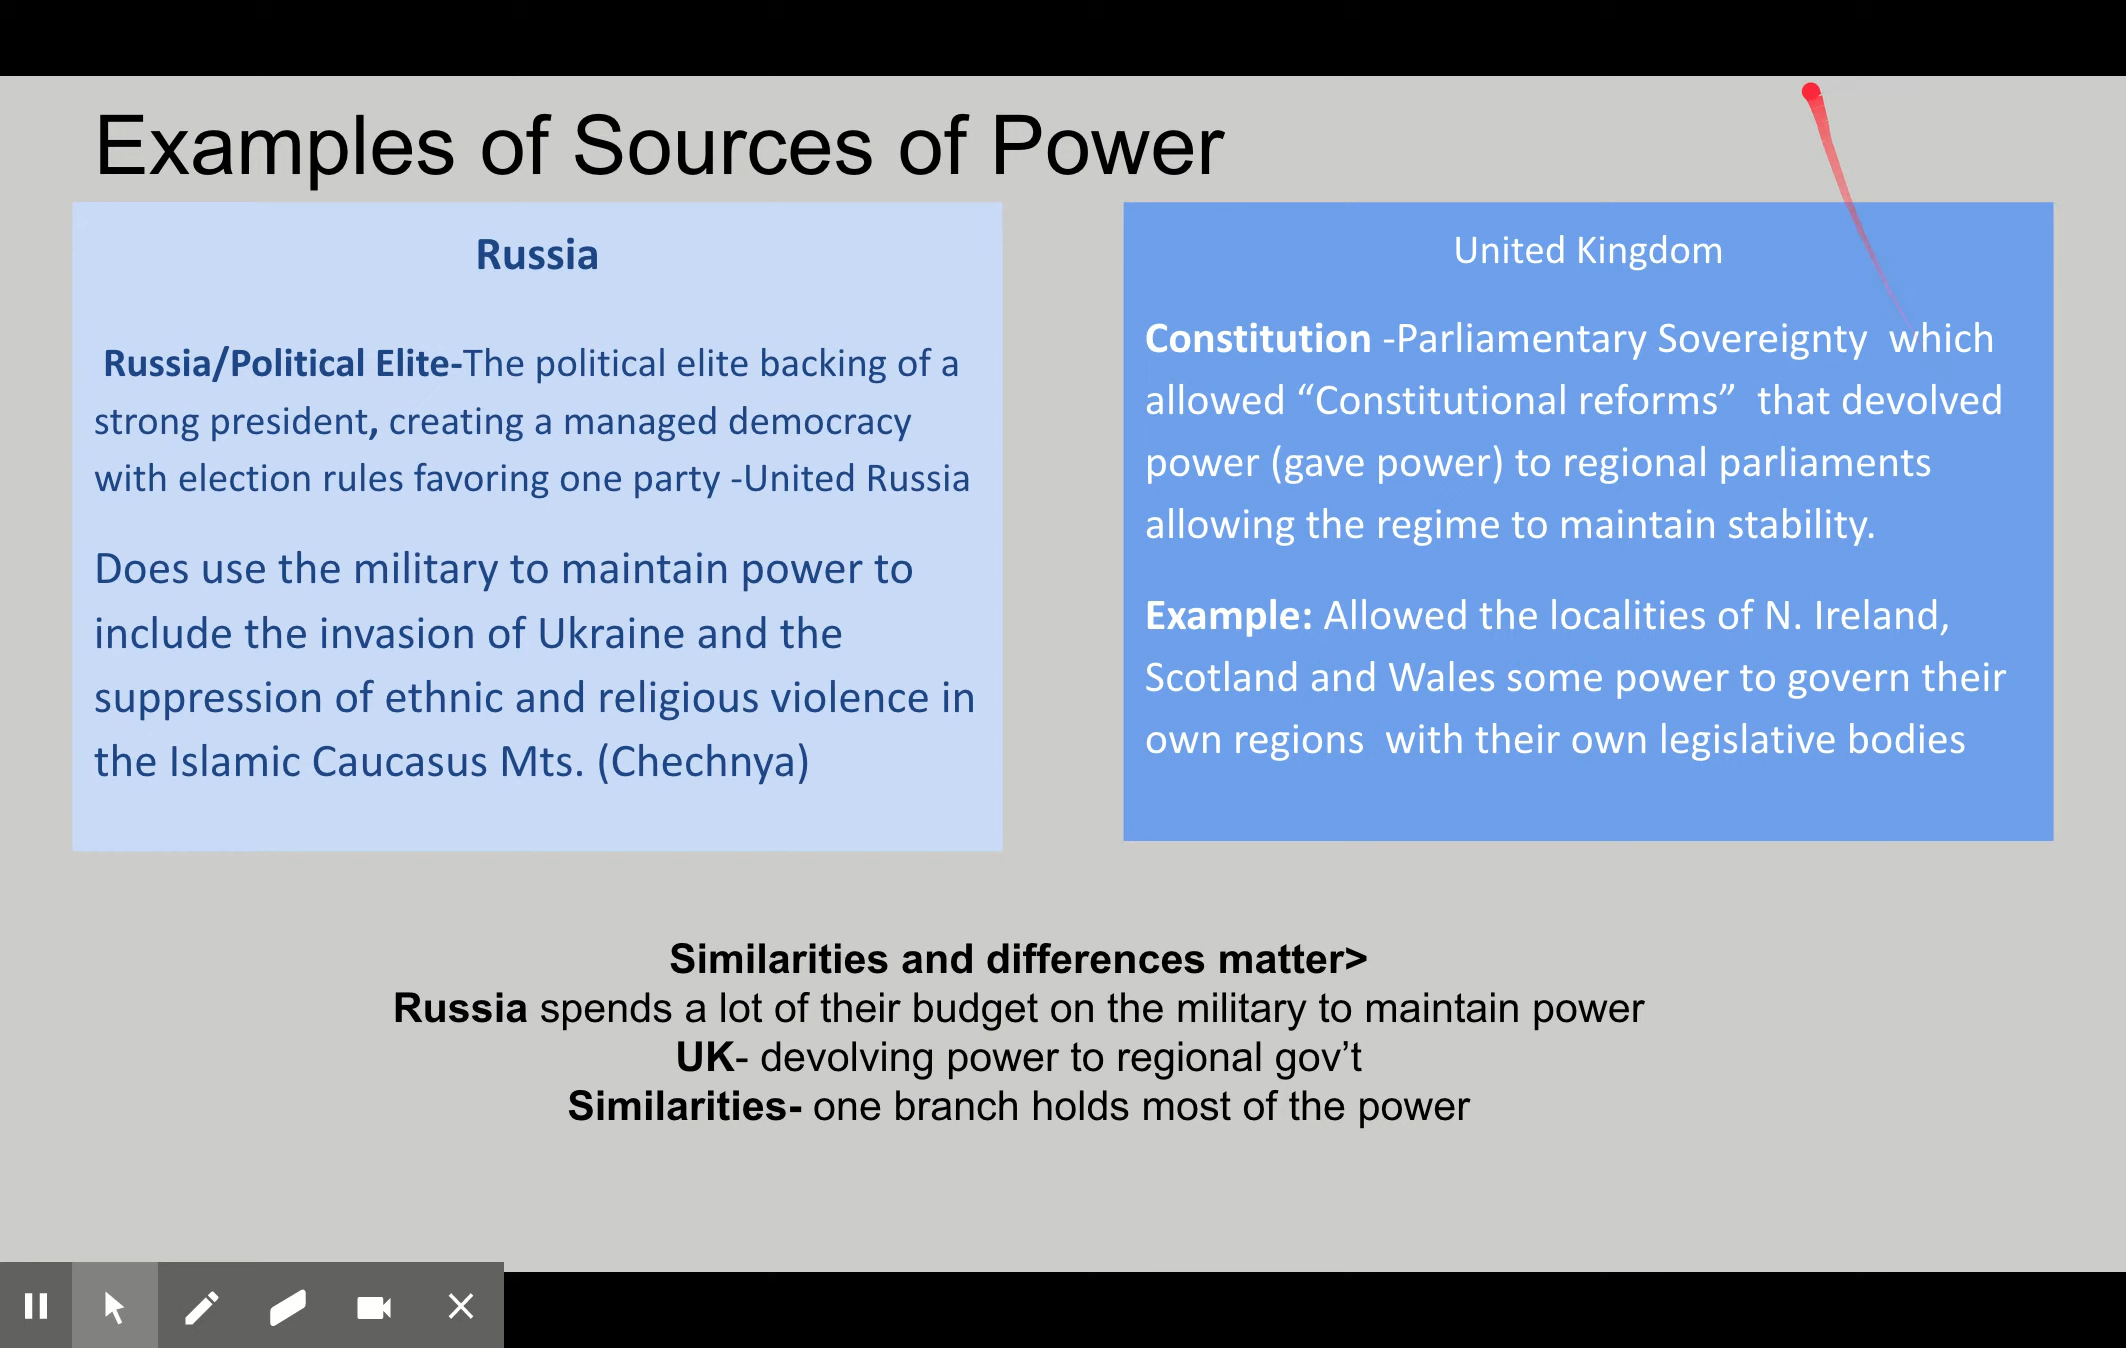 Examples of Sources of Power
Russia
Russia/Political Elite-The political elite backing of a
strong president, creating a managed democracy
with election rules favoring one party -United Russia
Does use the military to maintain power to
include the invasion of Ukraine and the
suppression of ethnic and religious violence in
the Islamic Caucasus Mts. (Chechnya)
United Kingdom
Constitution -Parliamentary Sovereignty  which
allowed “Constitutional reforms”  that devolved
power (gave power) to regional parliaments
allowing the regime to maintain stability.
Example: Allowed the localities of N. Ireland,
Scotland and Wales some power to govern their
own regions  with their own legislative bodies
Similarities and differences matter>
Russia spends a lot of their budget on the military to maintain power
UK- devolving power to regional gov’t
Similarities- one branch holds most of the power